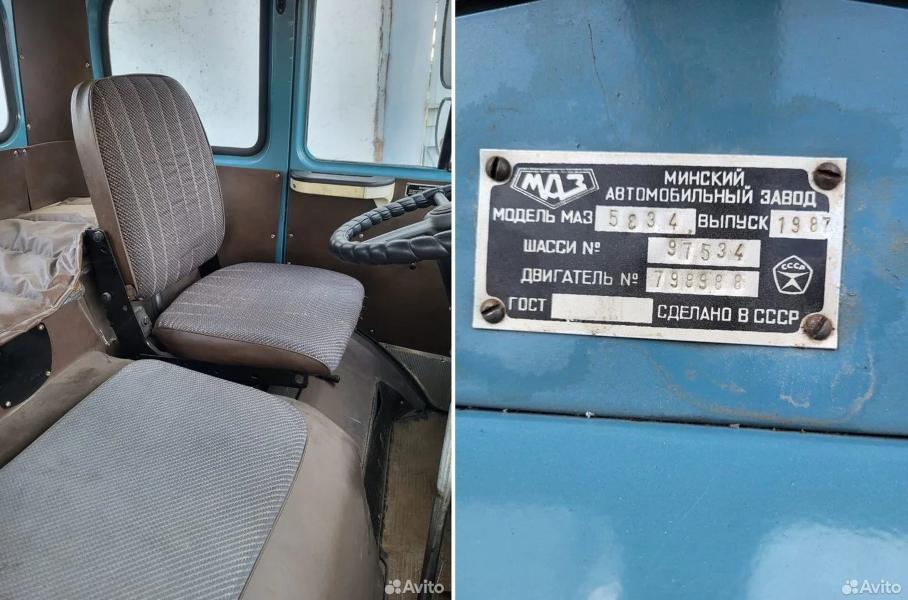 МАЗ
МИНСКИЙ
АВТОМОБИЛЬНЫЙ ЗАВОД
МОДЕЛЬ МАЗ 5834 ВЫПУСК 1987
ШАССИ № 97534
ДВИГАТЕЛЬ № 798988
СССР
ГОСТ СДЕЛАНО В СССР
Avito
Avito